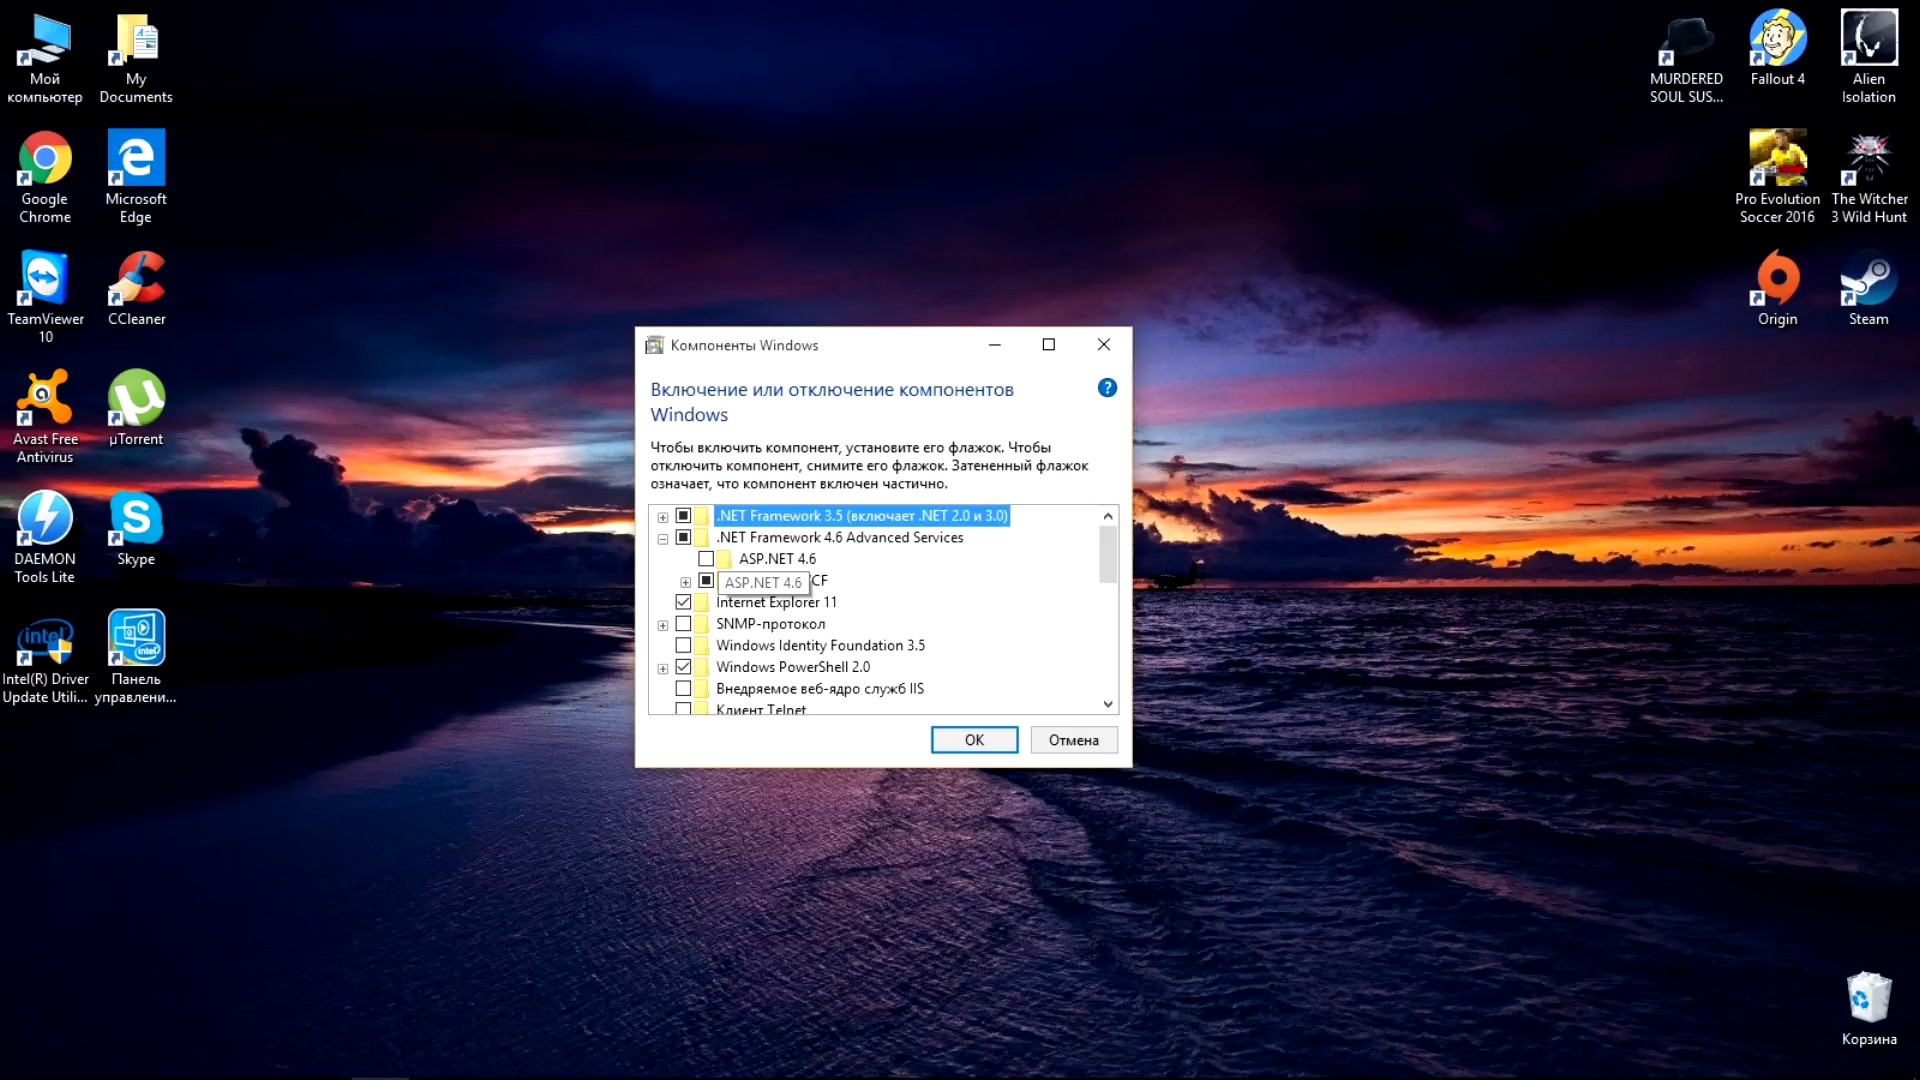 Мой
компьютер
My
Documents
Google
Chrome
Microsoft
Edge
TeamViewer
10
CCleaner
Avast Free
Antivirus
µTorrent
DAEMON
Tools Lite
Skype
Intel(R) Driver
Update Utili...
Панель
управлени...
MURDERED
SOUL SUS...
Fallout 4
Alien
Isolation
Pro Evolution
Soccer 2016
The Witcher
3 Wild Hunt
Origin
Steam
Компоненты Windows
Включение или отключение компонентов
Windows
Чтобы включить компонент, установите его флажок. Чтобы
отключить компонент, снимите его флажок. Затененный флажок
означает, что компонент включен частично.
.NET Framework 3.5 (включает .NET 2.0 и 3.0)
.NET Framework 4.6 Advanced Services
ASP.NET 4.6
ASP.NET 4.6 CF
Internet Explorer 11
SNMP-протокол
Windows Identity Foundation 3.5
Windows PowerShell 2.0
Внедряемое веб-ядро служб IIS
Клиент Telnet
OK
Отмена
Корзина